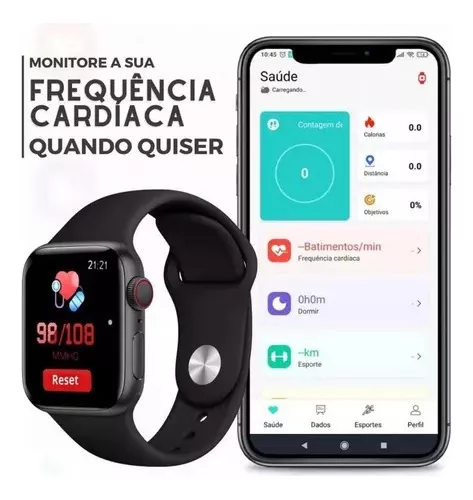 MONITORE A SUA
FREQUÊNCIA
CARDÍACA
QUANDO QUISER
21:21
98/108
MMHG
Reset
10:45
Saúde
Carregando..
Contagem de
0
Calorias
0.0
Distância
0.0
Objetivos
0%
--Batimentos/min
Frequência cardíaca
0h0m
Dormir
--km
Esporte
Saúde
Dados
Esportes
Perfil